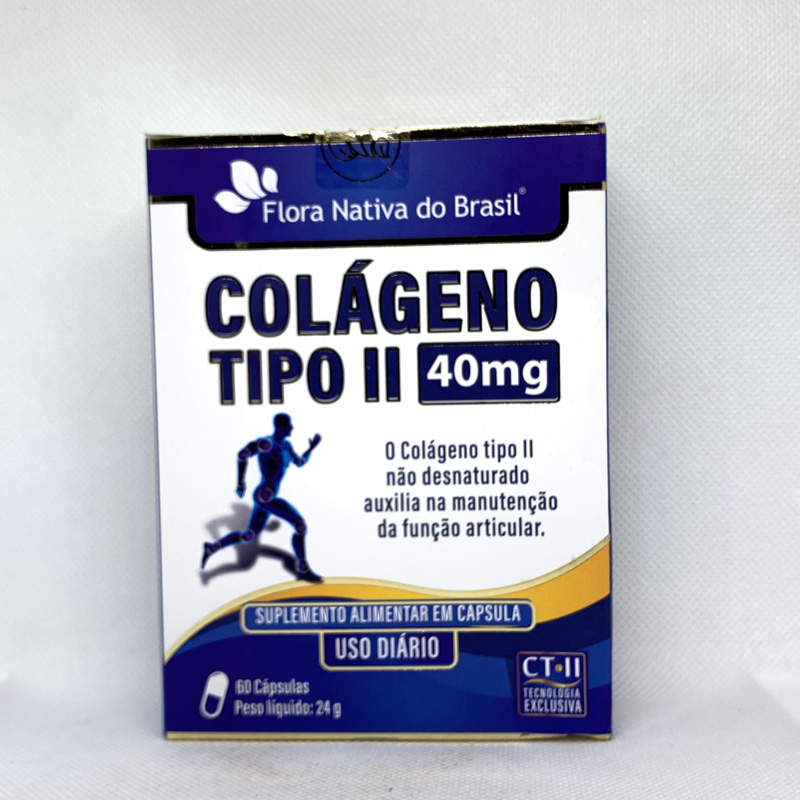 Flora Nativa do Brasil®
COLÁGENO
TIPO II 40mg
O Colágeno tipo II
não desnaturado
auxilia na manutenção
da função articular.
SUPLEMENTO ALIMENTAR EM CAPSULA
USO DIÁRIO
60 Cápsulas
Peso líquido: 24 g
CT-II
TECNOLOGIA
EXCLUSIVA